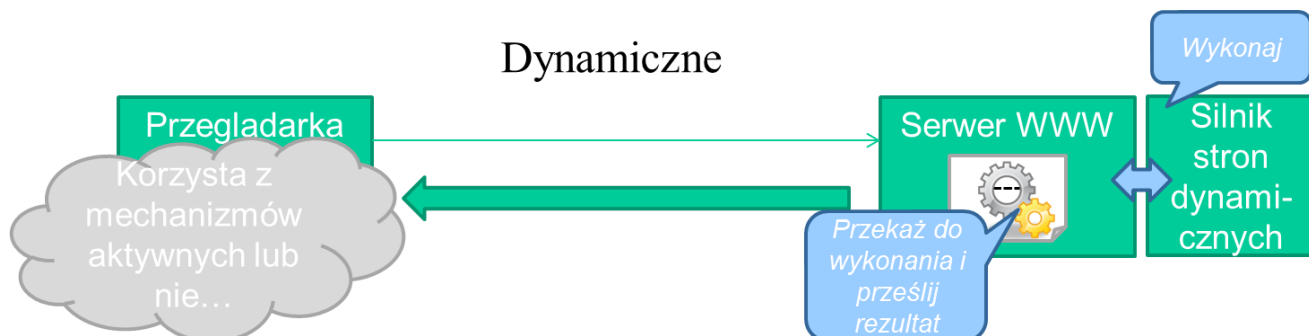 Dynamiczne
Wykonaj
Przegladarka
Korzysta z
mechanizmów
aktywnych lub
nie…
Serwer WWW
---
Przekaż do
wykonania i
prześlij
rezultat
Silnik
stron
dynami-
cznych